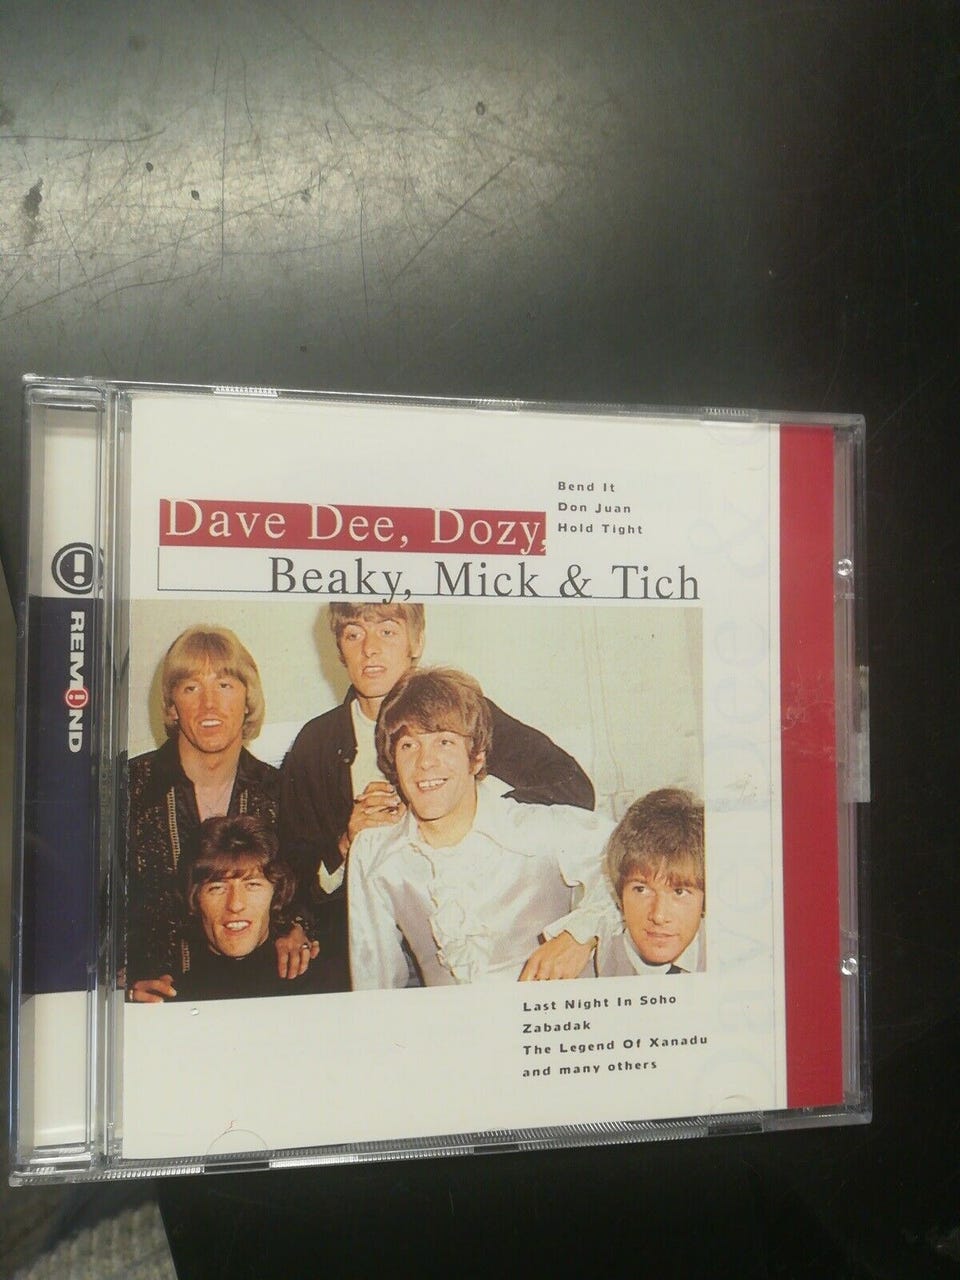 Bend It
Don Juan
Hold Tight
Dave Dee, Dozy,
Beaky, Mick & Tich
REMIND
Last Night In Soho
Zabadak
The Legend Of Xanadu
and many others